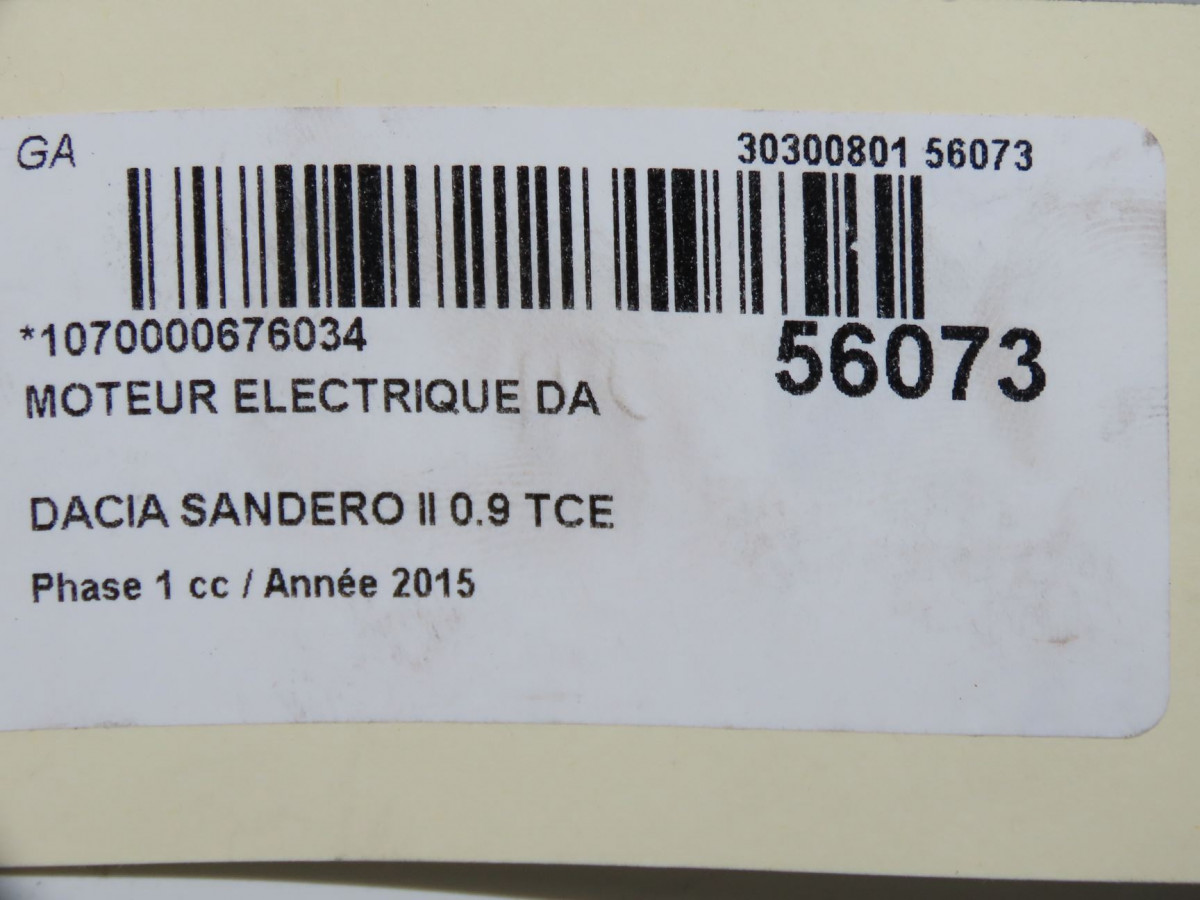 GA
30300801 56073
*1070000676034
56073
MOTEUR ELECTRIQUE DA
DACIA SANDERO II 0.9 TCE
Phase 1 cc / Année 2015